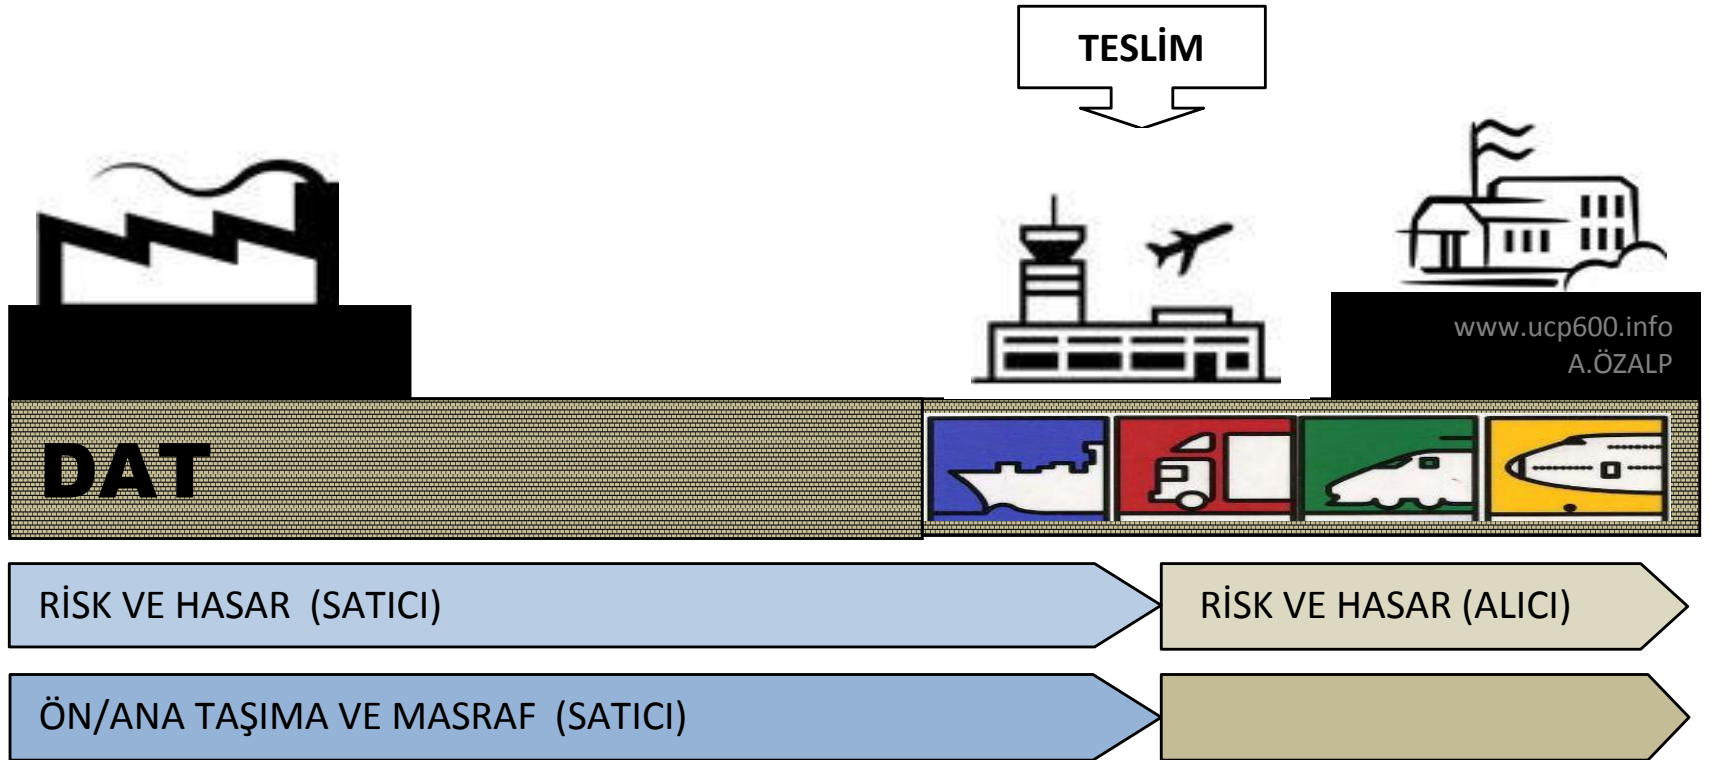 TESLİM
www.ucp600.info
A.ÖZALP
DAT
RİSK VE HASAR (SATICI)
RİSK VE HASAR (ALICI)
ÖN/ANA TAŞIMA VE MASRAF (SATICI)